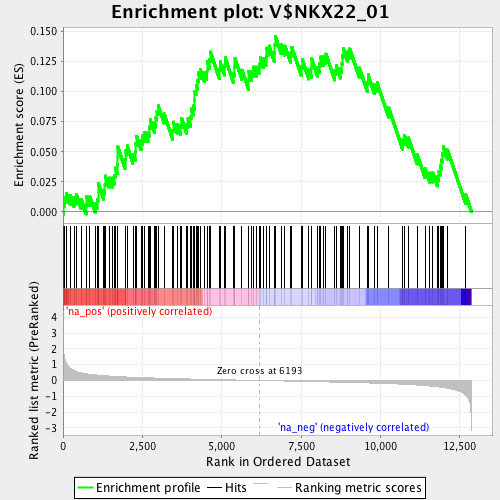 Enrichment plot: V$NKX22_01
Enrichment score (ES)
0.150
0.125
0.100
0.075
0.050
0.025
0.000
'na_pos' (positively correlated)
Ranked list metric (PreRanked)
4
3
2
1
0
-1
-2
-3
Zero cross at 6193
'na_neg' (negatively correlated)
0
2,500
5,000
7,500
10,000
12,500
Rank in Ordered Dataset
Enrichment profile
Hits
Ranking metric scores